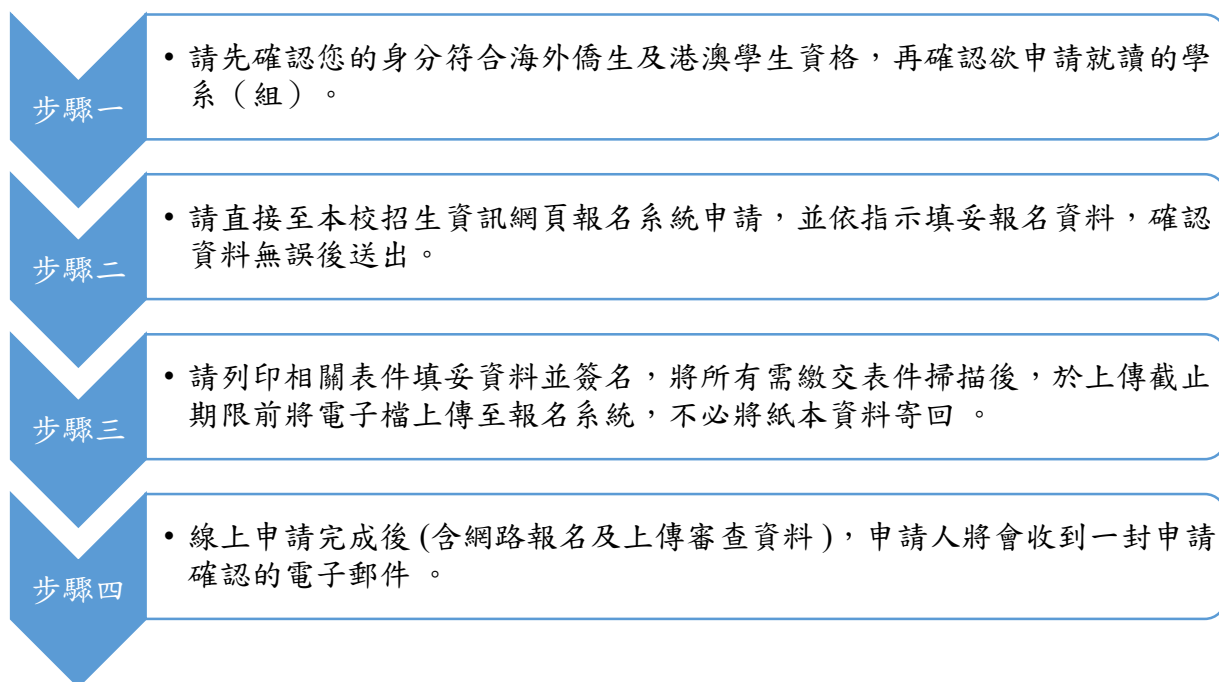 步驟一
• 請先確認您的身分符合海外僑生及港澳學生資格，再確認欲申請就讀的學
系（組）。
步驟二
• 請直接至本校招生資訊網頁報名系統申請，並依指示填妥報名資料，確認
資料無誤後送出。
步驟三
• 請列印相關表件填妥資料並簽名，將所有需繳交表件掃描後，於上傳截止
期限前將電子檔上傳至報名系統，不必將紙本資料寄回 。
步驟四
• 線上申請完成後 (含網路報名及上傳審查資料 )，申請人將會收到一封申請
確認的電子郵件 。